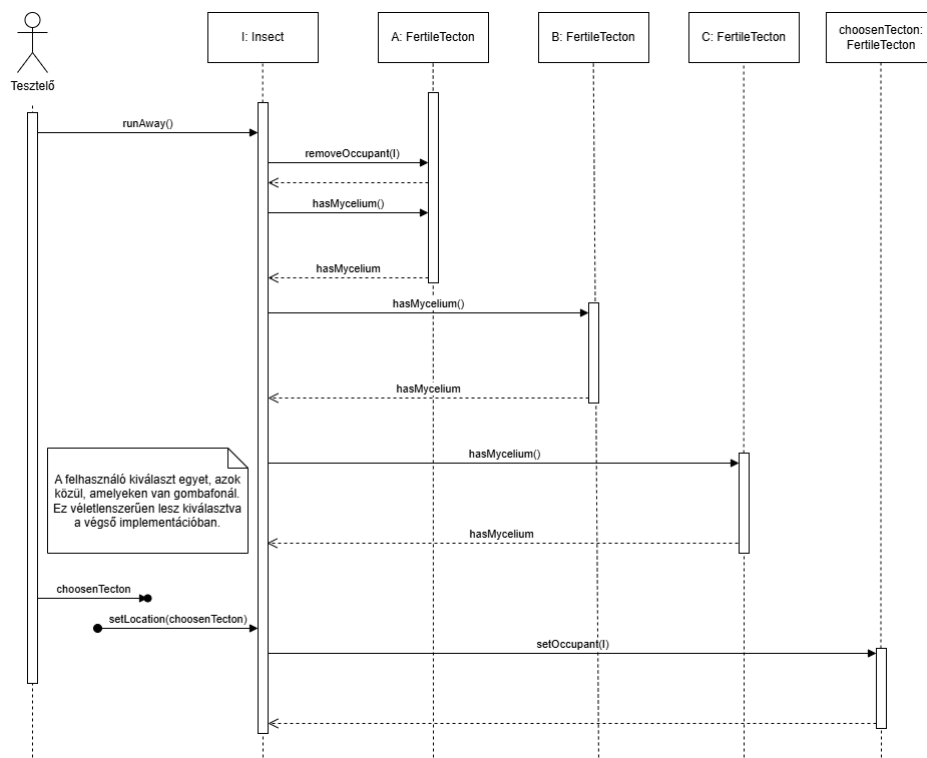 Tesztelő
I: Insect
A: FertileTecton
B: FertileTecton
C: FertileTecton
choosenTecton:
FertileTecton
runAway()
removeOccupant(I)
hasMycelium()
hasMycelium
hasMycelium()
hasMycelium
hasMycelium()
hasMycelium
A felhasználó kiválaszt egyet, azok
közül, amelyeken van gombafonál.
Ez véletlenszerűen lesz kiválasztva
a végső implementációban.
choosenTecton
setLocation(choosenTecton)
setOccupant(I)